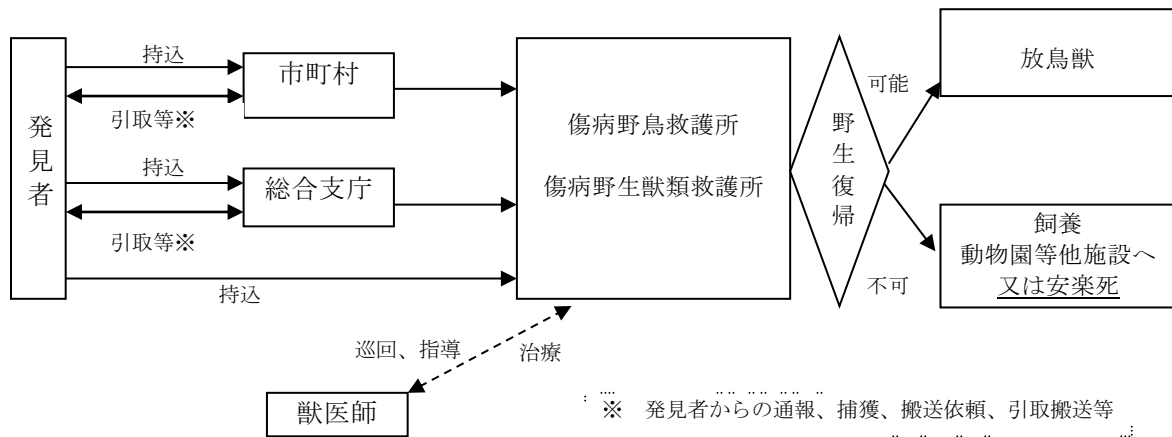 発見者
持込
引取等※
市町村
持込
引取等※
総合支庁
持込
傷病野鳥救護所
傷病野生獣類救護所
野生復帰
可能
放鳥獣
不可
飼養
動物園等他施設へ
又は安楽死
巡回、指導
治療
獣医師
※ 発見者からの通報、捕獲、搬送依頼、引取搬送等